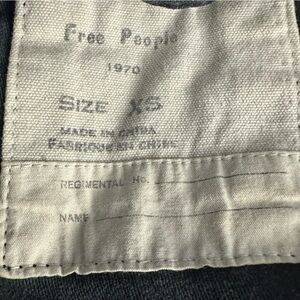 Free People
1970
SIZE XS
MADE IN CHINA
FABRIQUE EN CHINE
REGIMENTAL No.
NAME